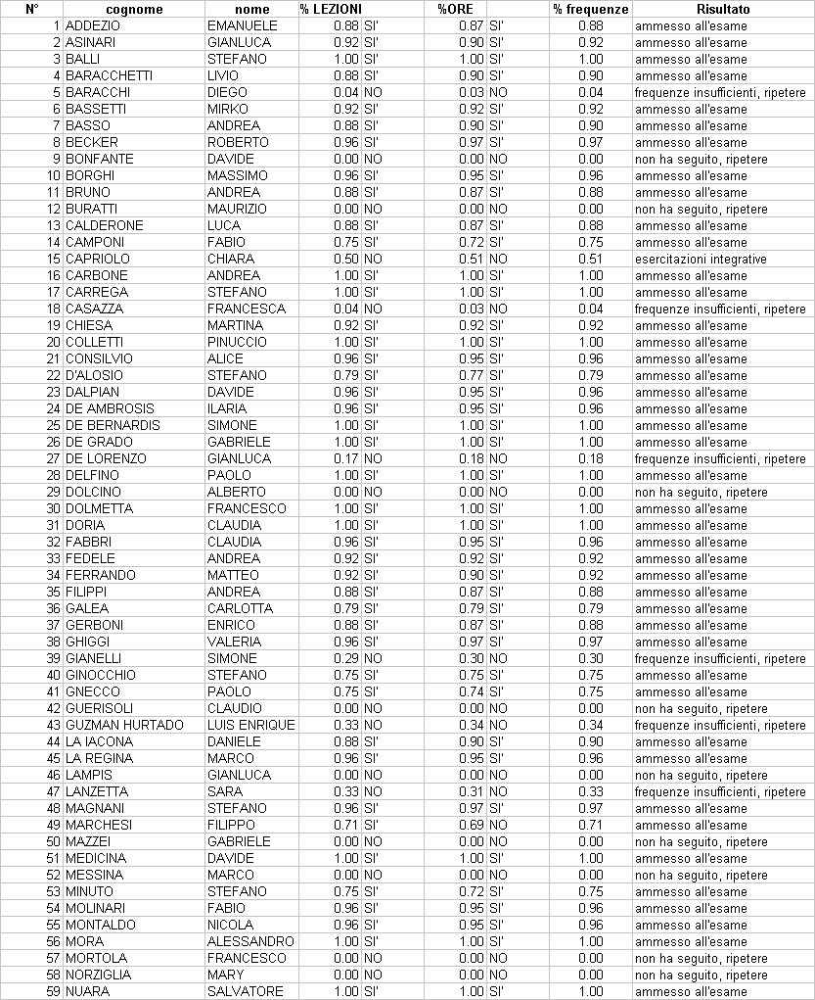 N° cognome nome % LEZIONI %ORE % frequenze Risultato
1 ADDEZIO EMANUELE 0.88 SI' 0.87 SI' 0.88 ammesso all'esame
2 ASINARI GIANLUCA 0.92 SI' 0.90 SI' 0.92 ammesso all'esame
3 BALLI STEFANO 1.00 SI' 1.00 SI' 1.00 ammesso all'esame
4 BARACCHETTI LIVIO 0.88 SI' 0.90 SI' 0.90 ammesso all'esame
5 BARACCHI DIEGO 0.04 NO 0.03 NO 0.04 frequenze insufficienti, ripetere
6 BASSETTI MIRKO 0.92 SI' 0.92 SI' 0.92 ammesso all'esame
7 BASSO ANDREA 0.88 SI' 0.90 SI' 0.90 ammesso all'esame
8 BECKER ROBERTO 0.96 SI' 0.97 SI' 0.97 ammesso all'esame
9 BONFANTE DAVIDE 0.00 NO 0.00 NO 0.00 non ha seguito, ripetere
10 BORGHI MASSIMO 0.96 SI' 0.95 SI' 0.96 ammesso all'esame
11 BRUNO ANDREA 0.88 SI' 0.87 SI' 0.88 ammesso all'esame
12 BURATTI MAURIZIO 0.00 NO 0.00 NO 0.00 non ha seguito, ripetere
13 CALDERONE LUCA 0.88 SI' 0.87 SI' 0.88 ammesso all'esame
14 CAMPONI FABIO 0.75 SI' 0.72 SI' 0.75 ammesso all'esame
15 CAPRIOLO CHIARA 0.50 NO 0.51 NO 0.51 esercitazioni integrative
16 CARBONE ANDREA 1.00 SI' 1.00 SI' 1.00 ammesso all'esame
17 CARREGA STEFANO 1.00 SI' 1.00 SI' 1.00 ammesso all'esame
18 CASAZZA FRANCESCA 0.04 NO 0.03 NO 0.04 frequenze insufficienti, ripetere
19 CHIESA MARTINA 0.92 SI' 0.92 SI' 0.92 ammesso all'esame
20 COLLETTI PINUCCIO 1.00 SI' 1.00 SI' 1.00 ammesso all'esame
21 CONSILVIO ALICE 0.96 SI' 0.95 SI' 0.96 ammesso all'esame
22 D'ALOSIO STEFANO 0.79 SI' 0.77 SI' 0.79 ammesso all'esame
23 DALPIAN DAVIDE 0.96 SI' 0.95 SI' 0.96 ammesso all'esame
24 DE AMBROSIS ILARIA 0.96 SI' 0.95 SI' 0.96 ammesso all'esame
25 DE BERNARDIS SIMONE 1.00 SI' 1.00 SI' 1.00 ammesso all'esame
26 DE GRADO GABRIELE 1.00 SI' 1.00 SI' 1.00 ammesso all'esame
27 DE LORENZO GIANLUCA 0.17 NO 0.18 NO 0.18 frequenze insufficienti, ripetere
28 DELFINO PAOLO 1.00 SI' 1.00 SI' 1.00 ammesso all'esame
29 DOLCINO ALBERTO 0.00 NO 0.00 NO 0.00 non ha seguito, ripetere
30 DOLMETTA FRANCESCO 1.00 SI' 1.00 SI' 1.00 ammesso all'esame
31 DORIA CLAUDIA 1.00 SI' 1.00 SI' 1.00 ammesso all'esame
32 FABBRI CLAUDIA 0.96 SI' 0.95 SI' 0.96 ammesso all'esame
33 FEDELE ANDREA 0.92 SI' 0.92 SI' 0.92 ammesso all'esame
34 FERRANDO MATTEO 0.92 SI' 0.90 SI' 0.92 ammesso all'esame
35 FILIPPI ANDREA 0.88 SI' 0.87 SI' 0.88 ammesso all'esame
36 GALEA CARLOTTA 0.79 SI' 0.79 SI' 0.79 ammesso all'esame
37 GERBONI ENRICO 0.88 SI' 0.87 SI' 0.88 ammesso all'esame
38 GHIGGI VALERIA 0.96 SI' 0.97 SI' 0.97 ammesso all'esame
39 GIANELLI SIMONE 0.29 NO 0.30 NO 0.30 frequenze insufficienti, ripetere
40 GINOCCHIO STEFANO 0.75 SI' 0.75 SI' 0.75 ammesso all'esame
41 GNECCO PAOLO 0.75 SI' 0.74 SI' 0.75 ammesso all'esame
42 GUERISOLI CLAUDIO 0.00 NO 0.00 NO 0.00 non ha seguito, ripetere
43 GUZMAN HURTADO LUIS ENRIQUE 0.33 NO 0.34 NO 0.34 frequenze insufficienti, ripetere
44 LA IACONA DANIELE 0.88 SI' 0.90 SI' 0.90 ammesso all'esame
45 LA REGINA MARCO 0.96 SI' 0.95 SI' 0.96 ammesso all'esame
46 LAMPIS GIANLUCA 0.00 NO 0.00 NO 0.00 non ha seguito, ripetere
47 LANZETTA SARA 0.33 NO 0.31 NO 0.33 frequenze insufficienti, ripetere
48 MAGNANI STEFANO 0.96 SI' 0.97 SI' 0.97 ammesso all'esame
49 MARCHESI FILIPPO 0.71 SI' 0.69 NO 0.71 ammesso all'esame
50 MAZZEI GABRIELE 0.00 NO 0.00 NO 0.00 non ha seguito, ripetere
51 MEDICINA DAVIDE 1.00 SI' 1.00 SI' 1.00 ammesso all'esame
52 MESSINA MARCO 0.00 NO 0.00 NO 0.00 non ha seguito, ripetere
53 MINUTO STEFANO 0.75 SI' 0.72 SI' 0.75 ammesso all'esame
54 MOLINARI FABIO 0.96 SI' 0.95 SI' 0.96 ammesso all'esame
55 MONTALDO NICOLA 0.96 SI' 0.95 SI' 0.96 ammesso all'esame
56 MORA ALESSANDRO 1.00 SI' 1.00 SI' 1.00 ammesso all'esame
57 MORTOLA FRANCESCO 0.00 NO 0.00 NO 0.00 non ha seguito, ripetere
58 NORZIGLIA MARY 0.00 NO 0.00 NO 0.00 non ha seguito, ripetere
59 NUARA SALVATORE 1.00 SI' 1.00 SI' 1.00 ammesso all'esame